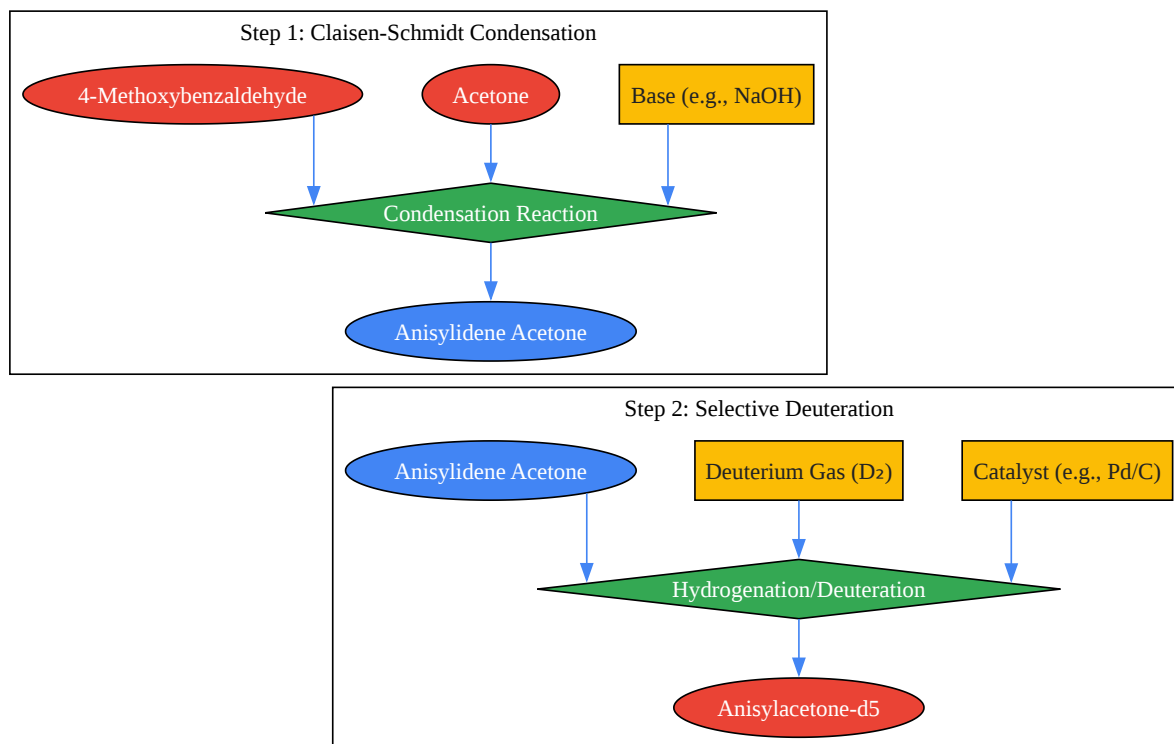 Step 1: Claisen-Schmidt Condensation
4-Methoxybenzaldehyde
Acetone
Base (e.g., NaOH)
Condensation Reaction
Anisylidene Acetone
Step 2: Selective Deuteration
Anisylidene Acetone
Deuterium Gas (D₂)
Catalyst (e.g., Pd/C)
Hydrogenation/Deuteration
Anisylacetone-d5